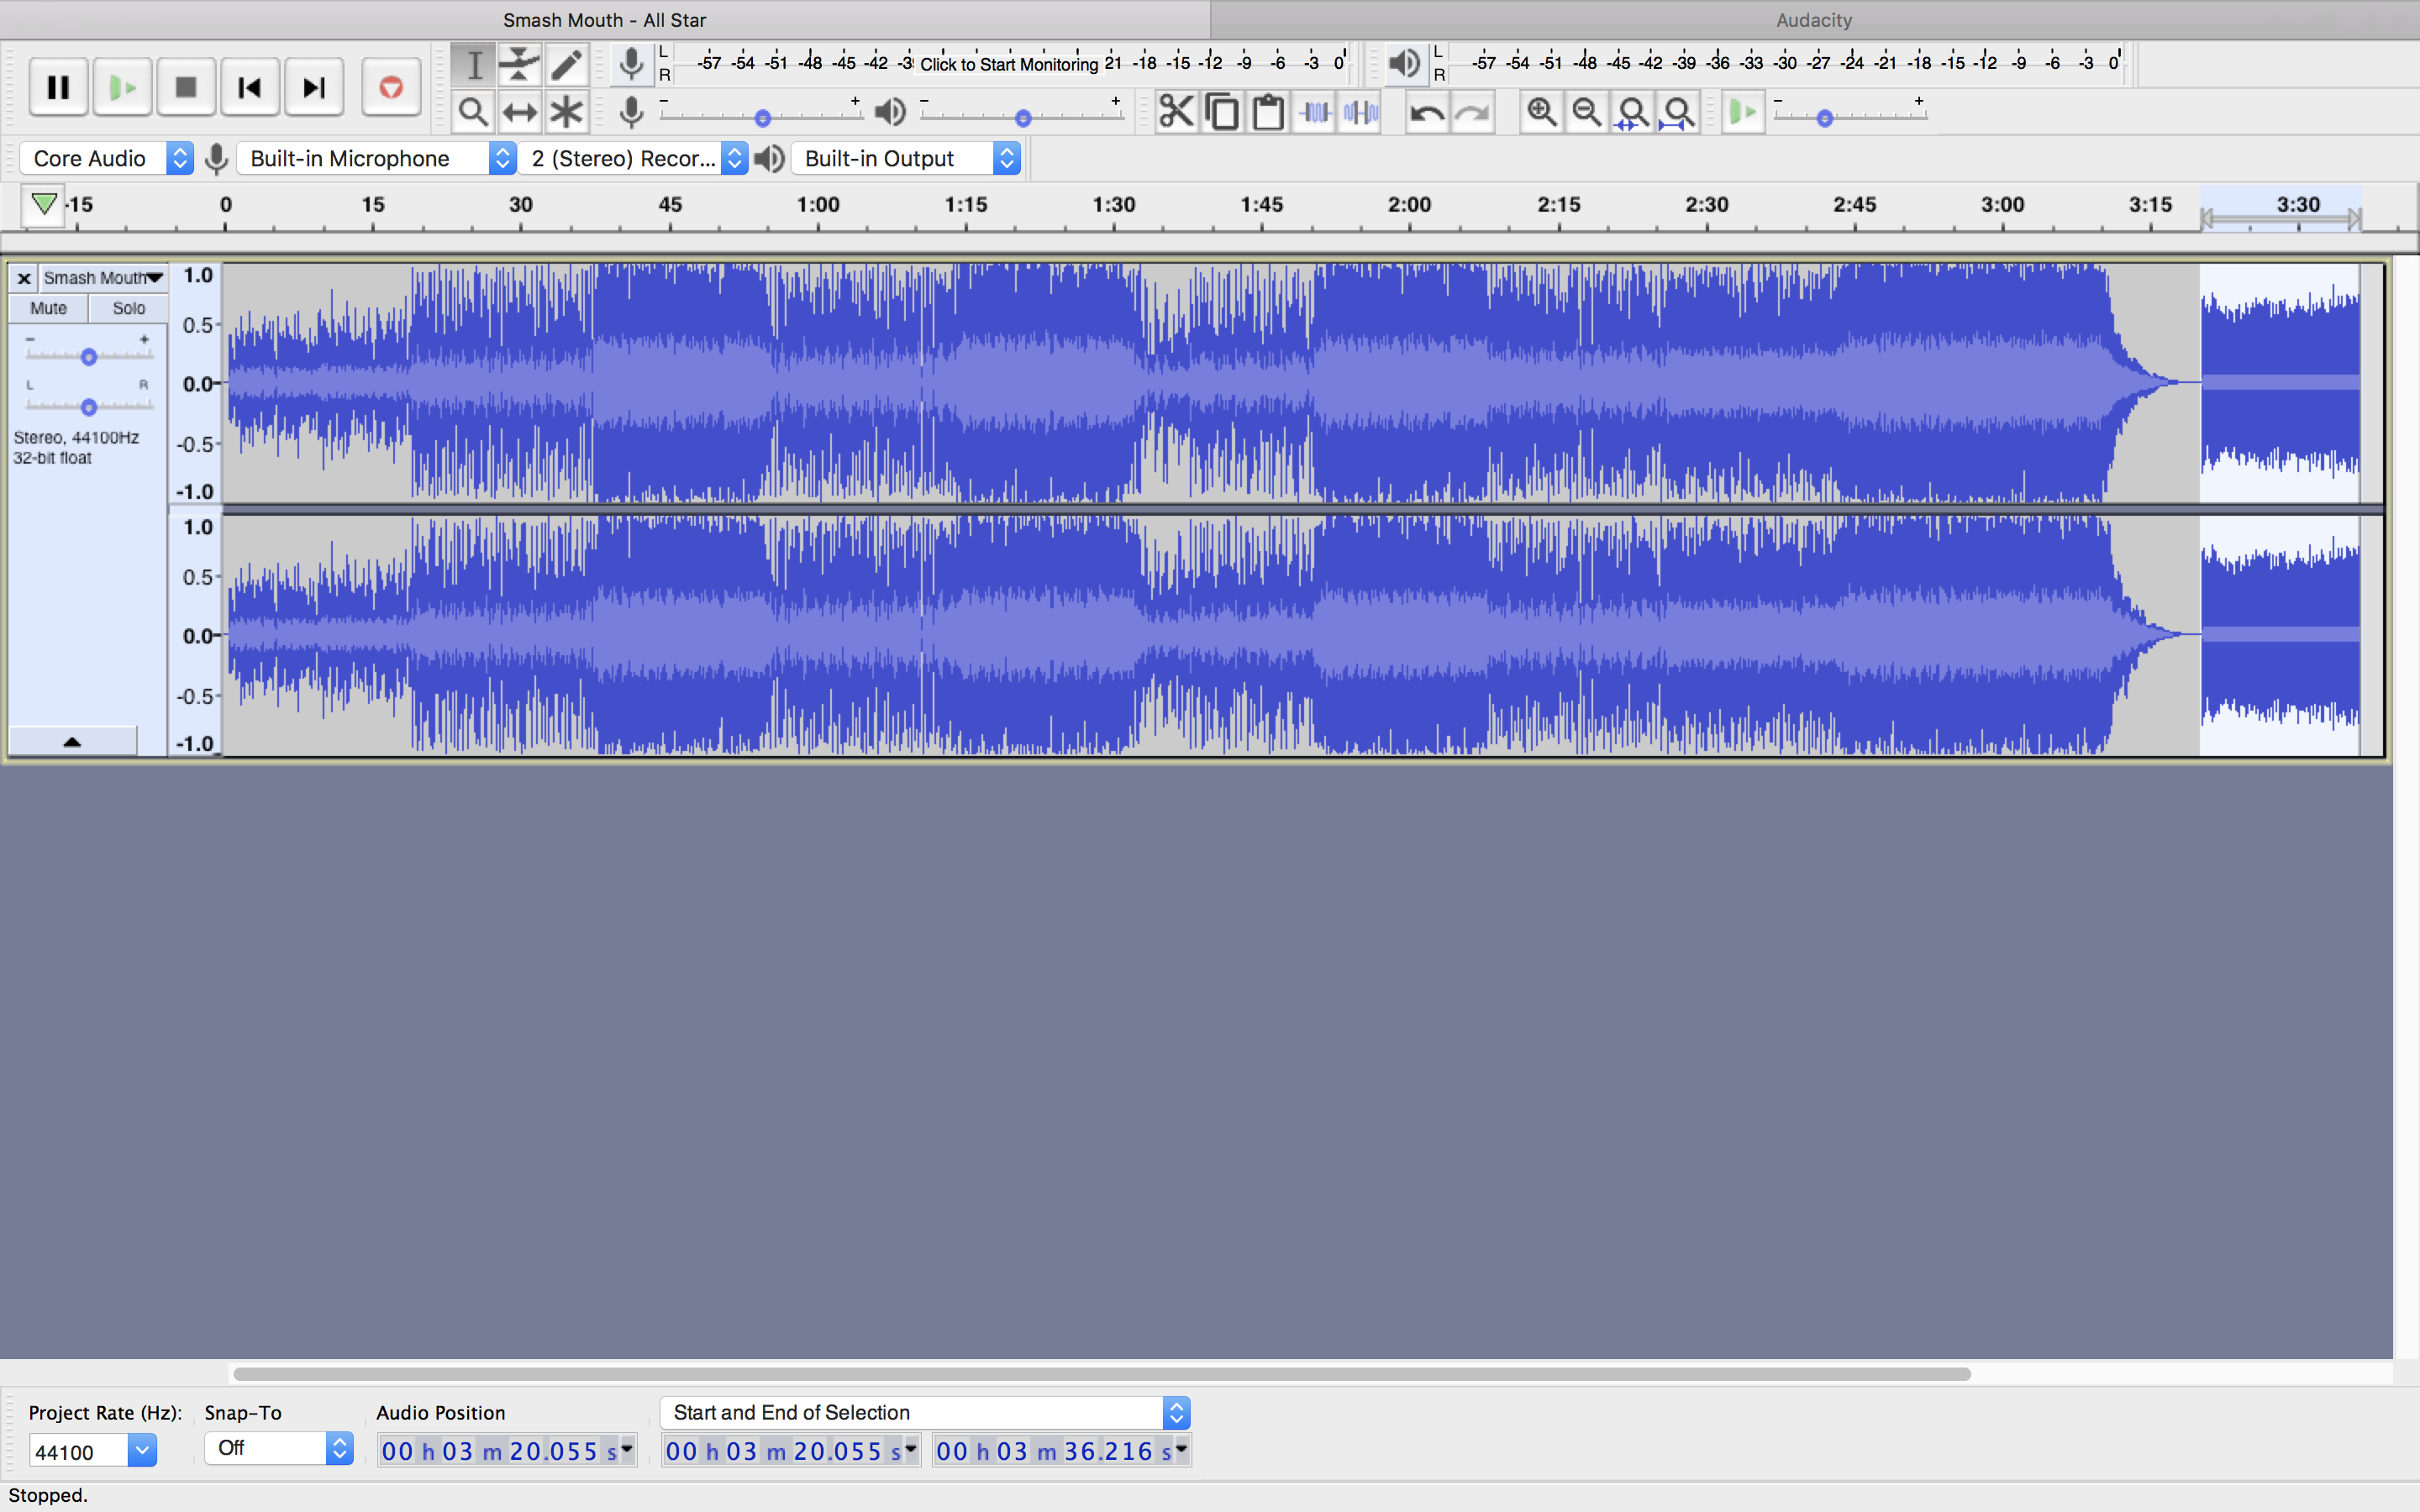 Smash Mouth - All Star
Audacity
L
R
-57 -54 -51 -48 -45 -42 -3 Click to Start Monitoring 21 -18 -15 -12 -9 -6 -3 0
L
R
-57 -54 -51 -48 -45 -42 -39 -36 -33 -30 -27 -24 -21 -18 -15 -12 -9 -6 -3 0
- + - + - +
Core Audio Built-in Microphone 2 (Stereo) Recor... Built-in Output
-15 0 15 30 45 1:00 1:15 1:30 1:45 2:00 2:15 2:30 2:45 3:00 3:15 3:30
x Smash Mouth
Mute Solo
- +
L R
Stereo, 44100Hz
32-bit float
1.0
0.5
0.0
-0.5
-1.0
1.0
0.5
0.0
-0.5
-1.0
Project Rate (Hz): Snap-To Audio Position Start and End of Selection
44100 Off 00 h 03 m 20.055 s 00 h 03 m 20.055 s 00 h 03 m 36.216 s
Stopped.